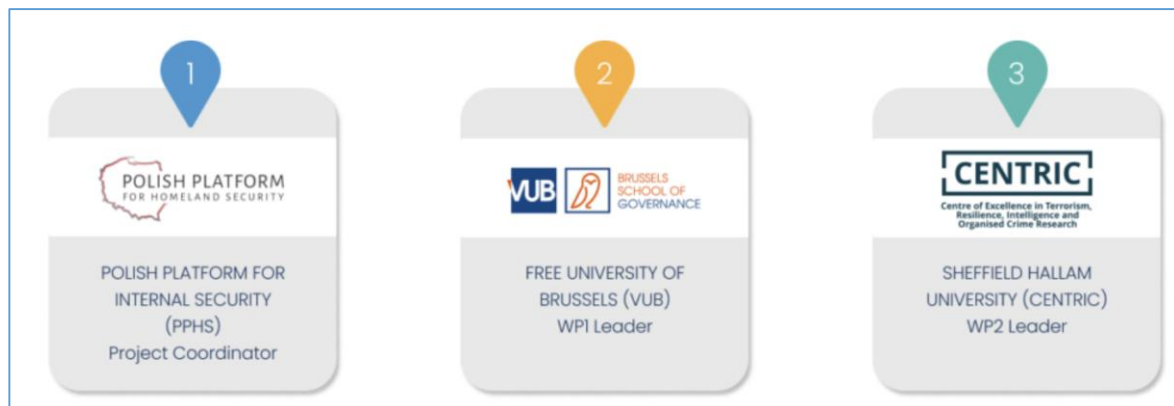 1
POLISH PLATFORM
FOR HOMELAND SECURITY
POLISH PLATFORM FOR
INTERNAL SECURITY
(PPHS)
Project Coordinator
2
VUB
BRUSSELS
SCHOOL OF
GOVERNANCE
FREE UNIVERSITY OF
BRUSSELS (VUB)
WP1 Leader
3
CENTRIC
Centre of Excellence in Terrorism,
Resilience, Intelligence and
Organised Crime Research
SHEFFIELD HALLAM
UNIVERSITY (CENTRIC)
WP2 Leader